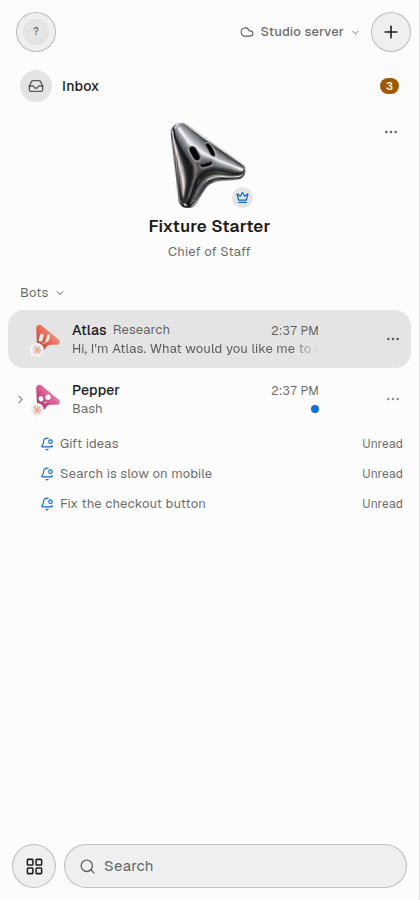 ?
Studio server
Inbox
3
Fixture Starter
Chief of Staff
Bots
Atlas Research 2:37 PM
Hi, I'm Atlas. What would you like me to
Pepper 2:37 PM
Bash
Gift ideas Unread
Search is slow on mobile Unread
Fix the checkout button Unread
Search